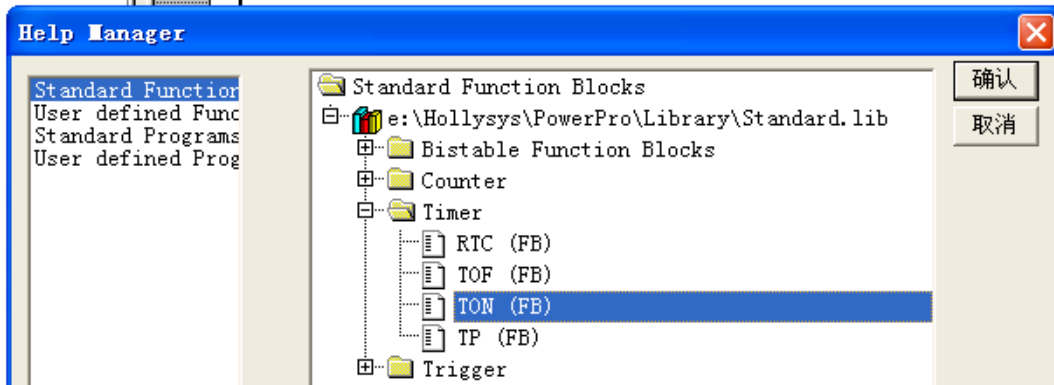 Help Manager
Standard Function
User defined Func
Standard Programs
User defined Prog
Standard Function Blocks
e:\Hollysys\PowerPro\Library\Standard.lib
Bistable Function Blocks
Counter
Timer
RTC (FB)
TOF (FB)
TON (FB)
TP (FB)
Trigger
确认
取消